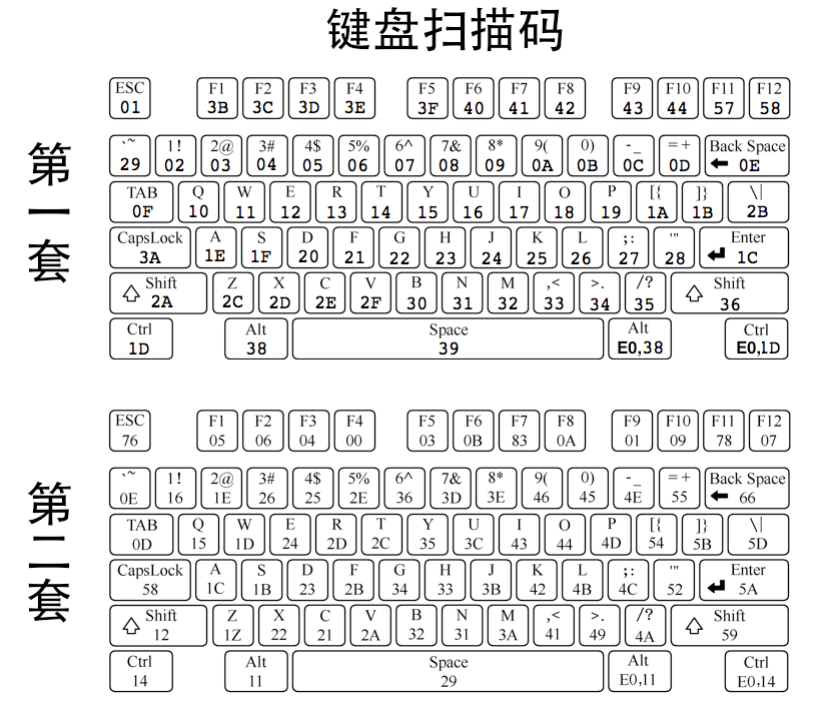 键盘扫描码
第一套
ESC F1 F2 F3 F4 F5 F6 F7 F8 F9 F10 F11 F12
01 3B 3C 3D 3E 3F 40 41 42 43 44 57 58
`~ 1! 2@ 3# 4$ 5% 6^ 7& 8* 9( 0) -_ =+ Back Space
29 02 03 04 05 06 07 08 09 0A 0B 0C 0D 0E
TAB Q W E R T Y U I O P [{ ]} \|
0F 10 11 12 13 14 15 16 17 18 19 1A 1B 2B
CapsLock A S D F G H J K L ;: '" Enter
3A 1E 1F 20 21 22 23 24 25 26 27 28 1C
Shift Z X C V B N M ,< >. /? Shift
2A 2C 2D 2E 2F 30 31 32 33 34 35 36
Ctrl Alt Space Alt Ctrl
1D 38 39 E0,38 E0,1D
第二套
ESC F1 F2 F3 F4 F5 F6 F7 F8 F9 F10 F11 F12
76 05 06 04 00 03 0B 83 0A 01 09 78 07
`~ 1! 2@ 3# 4$ 5% 6^ 7& 8* 9( 0) -_ =+ Back Space
0E 16 1E 26 25 2E 36 3D 3E 46 45 4E 55 66
TAB Q W E R T Y U I O P [{ ]} \|
0D 15 1D 24 2D 2C 35 3C 43 44 4D 54 5B 5D
CapsLock A S D F G H J K L ;: '" Enter
58 1C 1B 23 2B 34 33 3B 42 4B 4C 52 5A
Shift Z X C V B N M ,< >. /? Shift
12 1Z 22 21 2A 32 31 3A 41 49 4A 59
Ctrl Alt Space Alt Ctrl
14 11 29 E0,11 E0,14